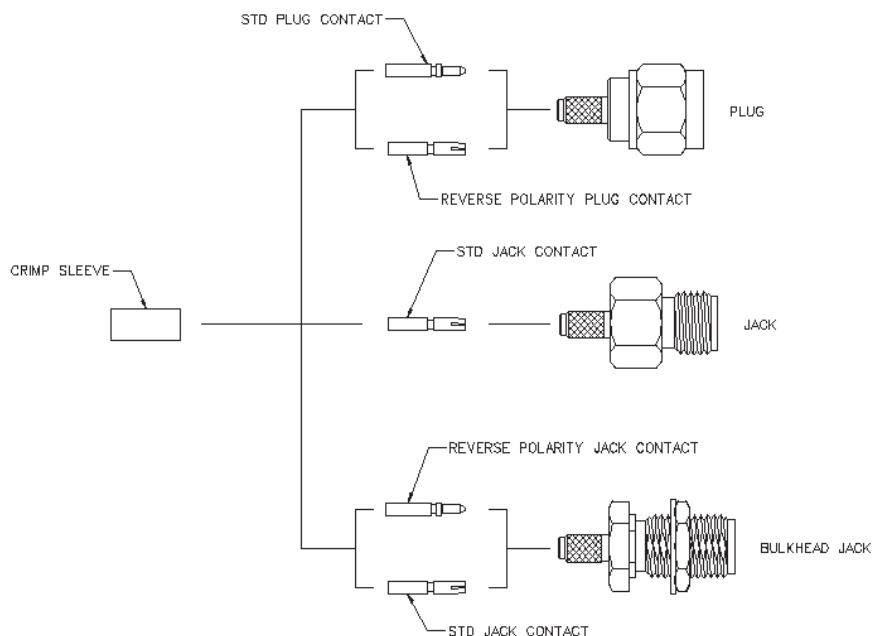 STD PLUG CONTACT
PLUG
REVERSE POLARITY PLUG CONTACT
STD JACK CONTACT
CRIMP SLEEVE
JACK
REVERSE POLARITY JACK CONTACT
BULKHEAD JACK
STD JACK CONTACT